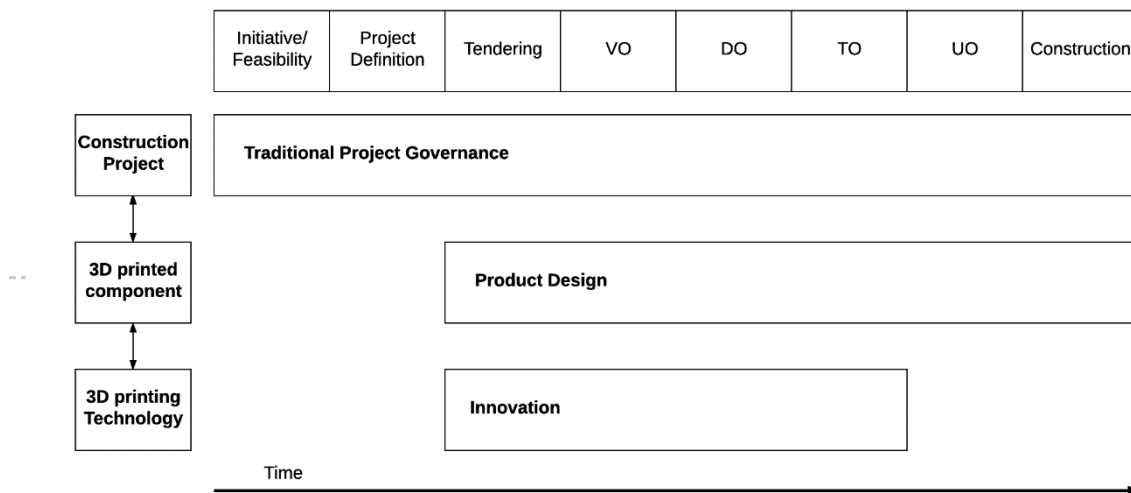 Initiative/
Feasibility
Project
Definition
Tendering
VO
DO
TO
UO
Construction
Construction
Project
Traditional Project Governance
3D printed
component
Product Design
3D printing
Technology
Innovation
Time